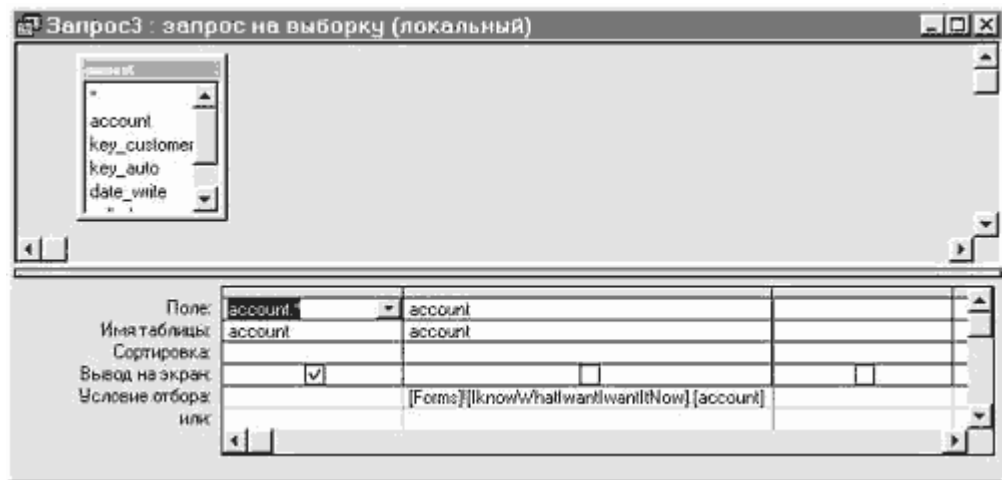 Запрос3 : запрос на выборку (локальный)
account
*
account
key_customer
key_auto
date_write
Поле: account.* account
Имя таблицы: account account
Сортировка:
Вывод на экран:
Условие отбора: [Forms]![IknowWhatIwantIwantItNow].[account]
или: